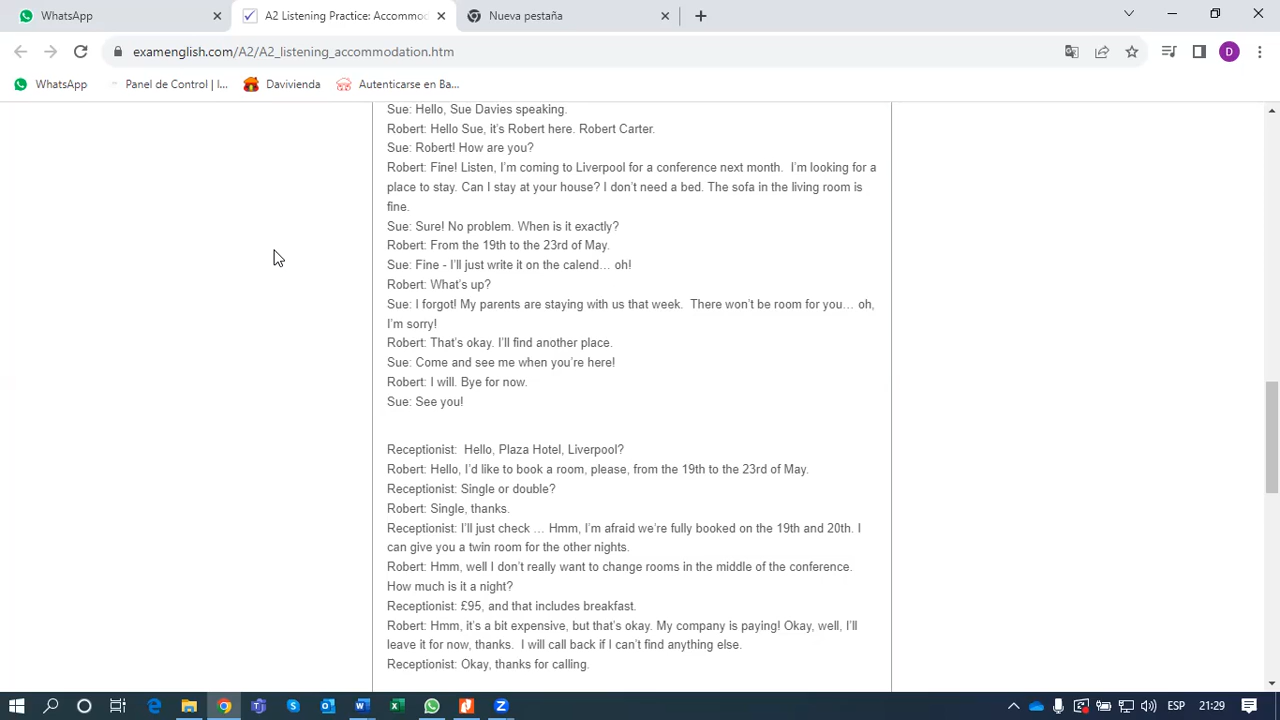 WhatsApp
A2 Listening Practice: Accommod
Nueva pestaña
examenglish.com/A2/A2_listening_accommodation.htm
D
WhatsApp
Panel de Control | I...
Davivienda
Autenticarse en Ba...
Sue: Hello, Sue Davies speaking.
Robert: Hello Sue, it's Robert here. Robert Carter.
Sue: Robert! How are you?
Robert: Fine! Listen, I'm coming to Liverpool for a conference next month.  I'm looking for a
place to stay. Can I stay at your house? I don't need a bed. The sofa in the living room is
fine.
Sue: Sure! No problem. When is it exactly?
Robert: From the 19th to the 23rd of May.
Sue: Fine - I'll just write it on the calend… oh!
Robert: What's up?
Sue: I forgot! My parents are staying with us that week.  There won't be room for you… oh,
I'm sorry!
Robert: That's okay. I'll find another place.
Sue: Come and see me when you're here!
Robert: I will. Bye for now.
Sue: See you!
Receptionist:  Hello, Plaza Hotel, Liverpool?
Robert: Hello, I'd like to book a room, please, from the 19th to the 23rd of May.
Receptionist: Single or double?
Robert: Single, thanks.
Receptionist: I'll just check … Hmm, I'm afraid we're fully booked on the 19th and 20th. I
can give you a twin room for the other nights.
Robert: Hmm, well I don't really want to change rooms in the middle of the conference.
How much is it a night?
Receptionist: £95, and that includes breakfast.
Robert: Hmm, it's a bit expensive, but that's okay. My company is paying! Okay, well, I'll
leave it for now, thanks.  I will call back if I can't find anything else.
Receptionist: Okay, thanks for calling.
ESP
21:29